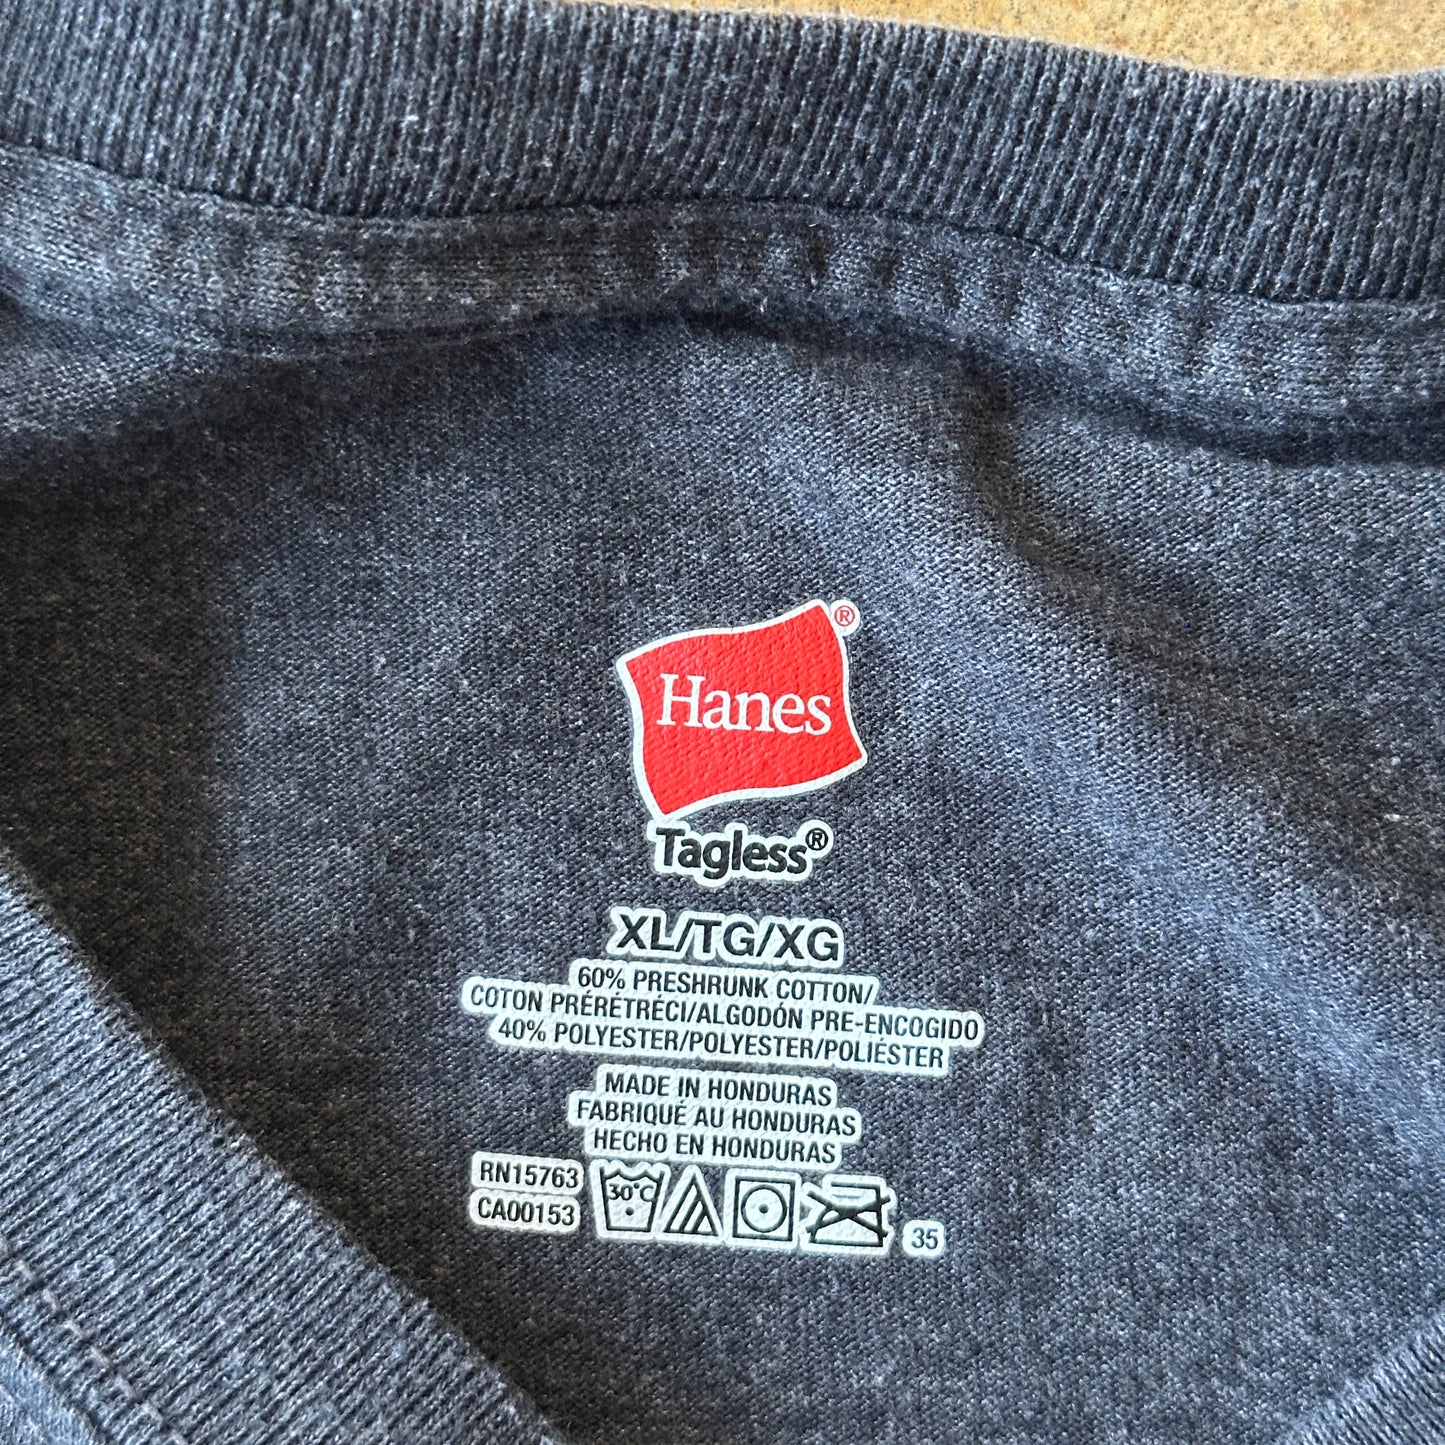 Hanes®
Tagless®
XL/TG/XG
60% PRESHRUNK COTTON/
COTON PRÉRÉTRÉCI/ALGODÓN PRE-ENCOGIDO
40% POLYESTER/POLYESTER/POLIÉSTER
MADE IN HONDURAS
FABRIQUÉ AU HONDURAS
HECHO EN HONDURAS
RN15763
CA00153
30°C
35